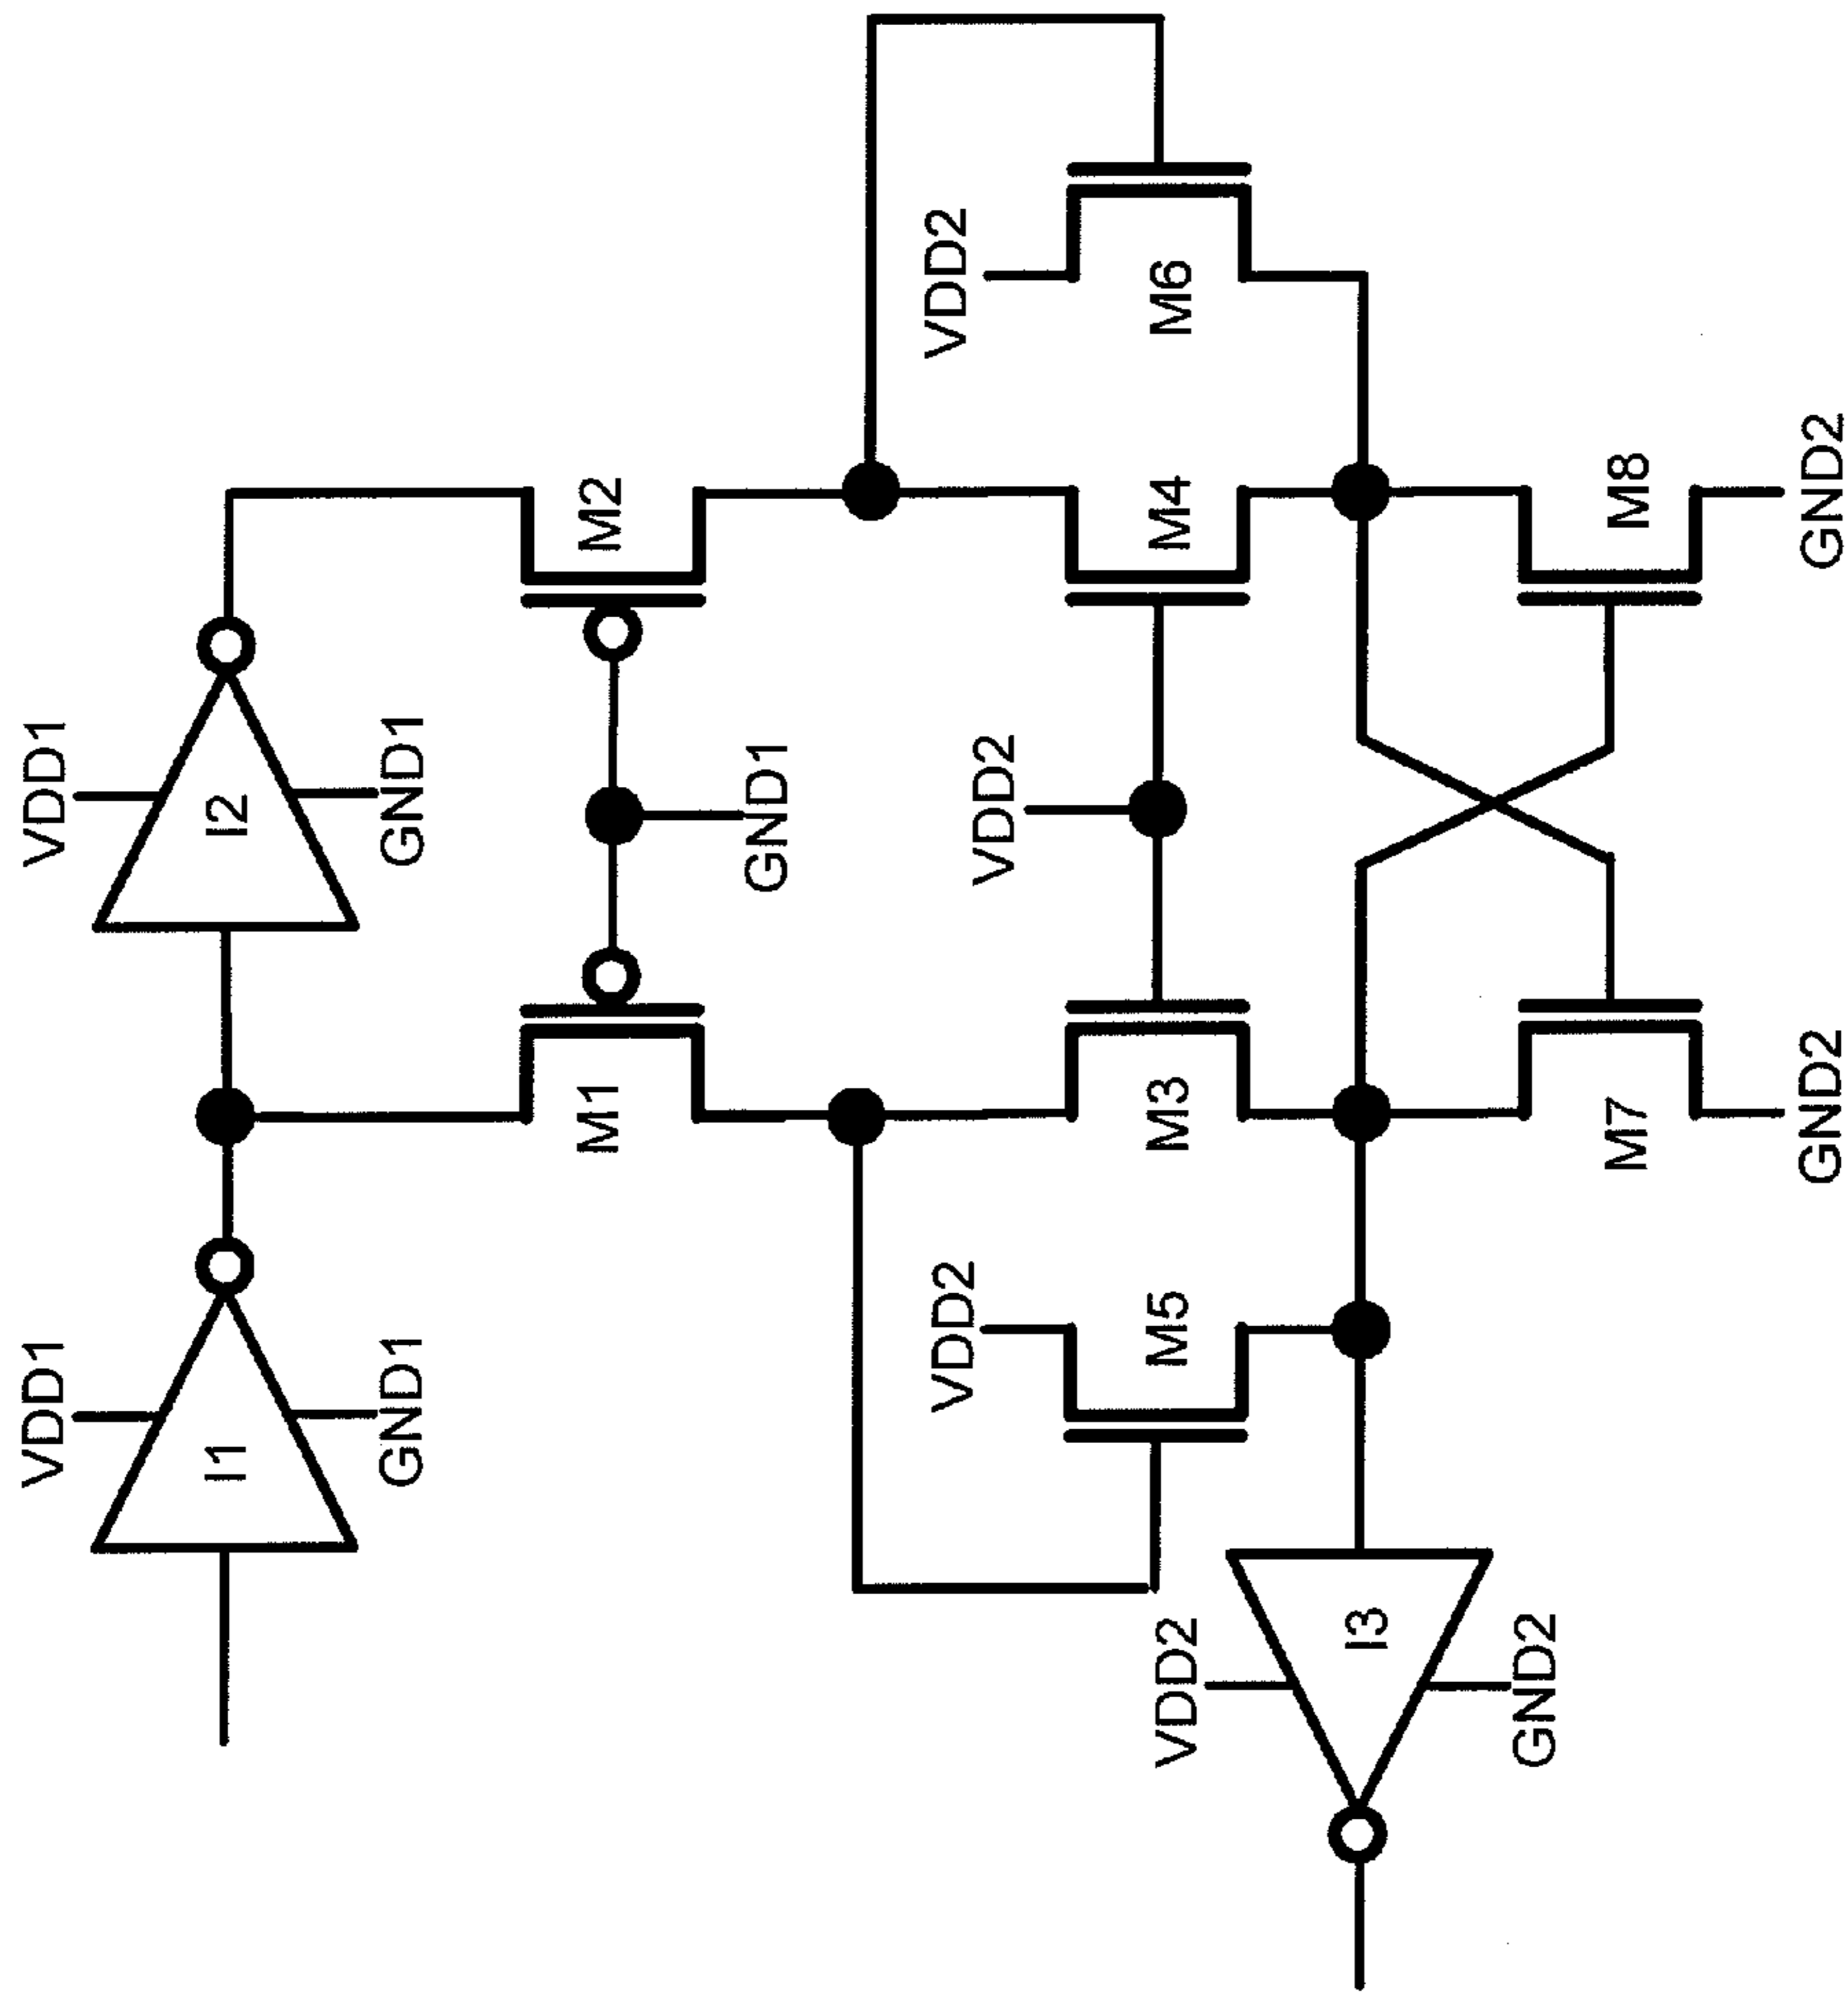 VDD1
VDD1
I1
I2
GND1
GND1
M1
M2
GND1
VDD2
VDD2
VDD2
M5
M3
M4
M6
VDD2
I3
GND2
M7
M8
GND2
GND2